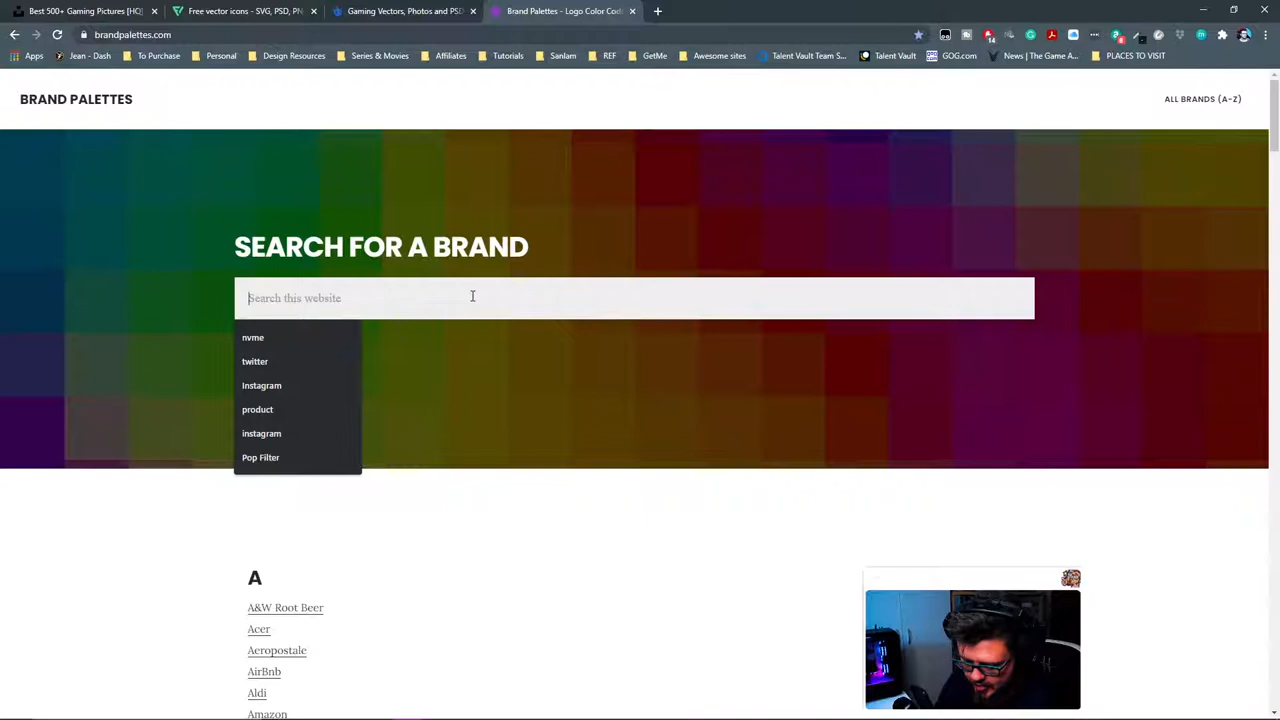 Best 500+ Gaming Pictures [HQ]
Free vector icons - SVG, PSD, PN
Gaming Vectors, Photos and PSD
Brand Palettes - Logo Color Cod
brandpalettes.com
Apps
Jean - Dash
To Purchase
Personal
Design Resources
Series & Movies
Affiliates
Tutorials
Sanlam
REF
GetMe
Awesome sites
Talent Vault Team S...
Talent Vault
GOG.com
News | The Game A...
PLACES TO VISIT
BRAND PALETTES
ALL BRANDS (A-Z)
SEARCH FOR A BRAND
Search this website
nvme
twitter
Instagram
product
instagram
Pop Filter
A
A&W Root Beer
Acer
Aeropostale
AirBnb
Aldi
Amazon